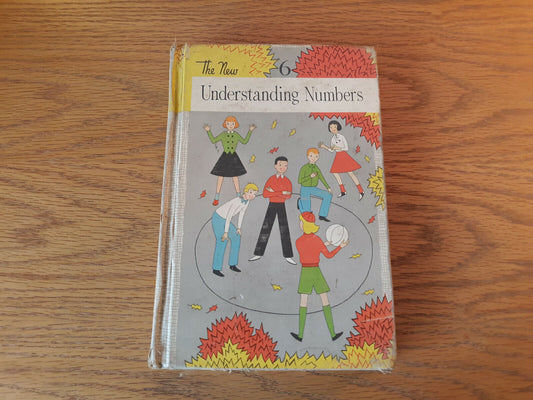 The New 6
Understanding Numbers